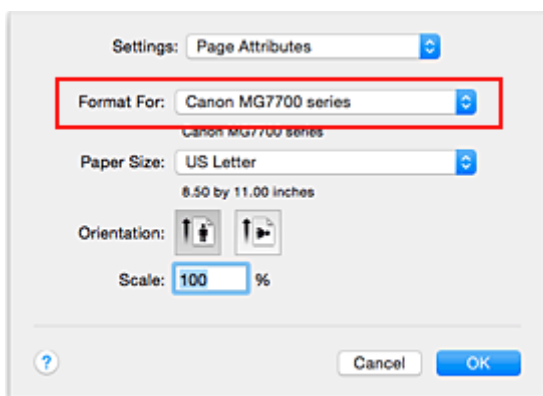 Settings: Page Attributes
Format For: Canon MG7700 series
Canon MG7700 series
Paper Size: US Letter
8.50 by 11.00 inches
Orientation:
Scale: 100 %
? Cancel OK